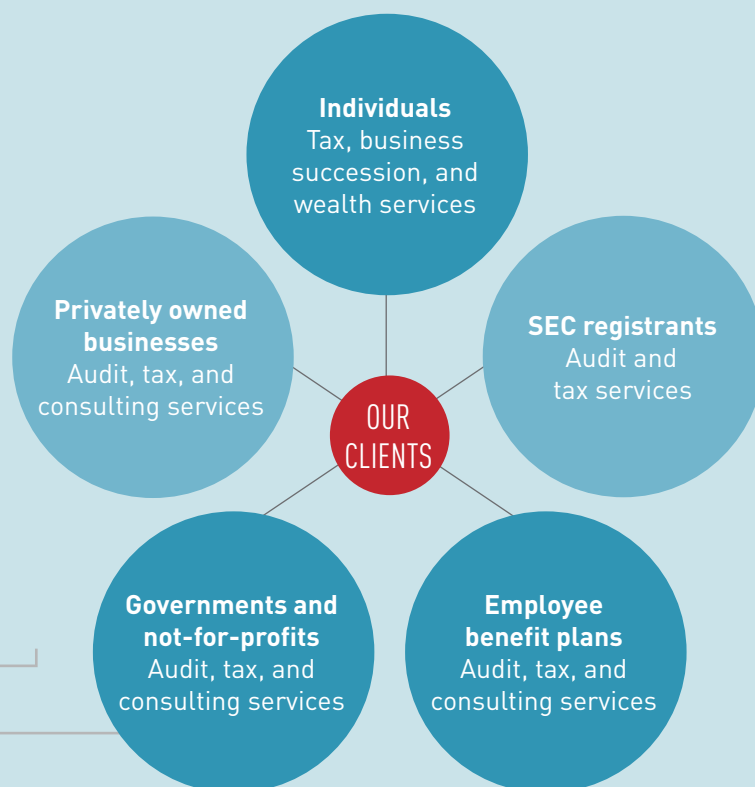 Individuals
Tax, business
succession, and
wealth services
Privately owned
businesses
Audit, tax, and
consulting services
SEC registrants
Audit and
tax services
OUR
CLIENTS
Governments and
not-for-profits
Audit, tax, and
consulting services
Employee
benefit plans
Audit, tax, and
consulting services